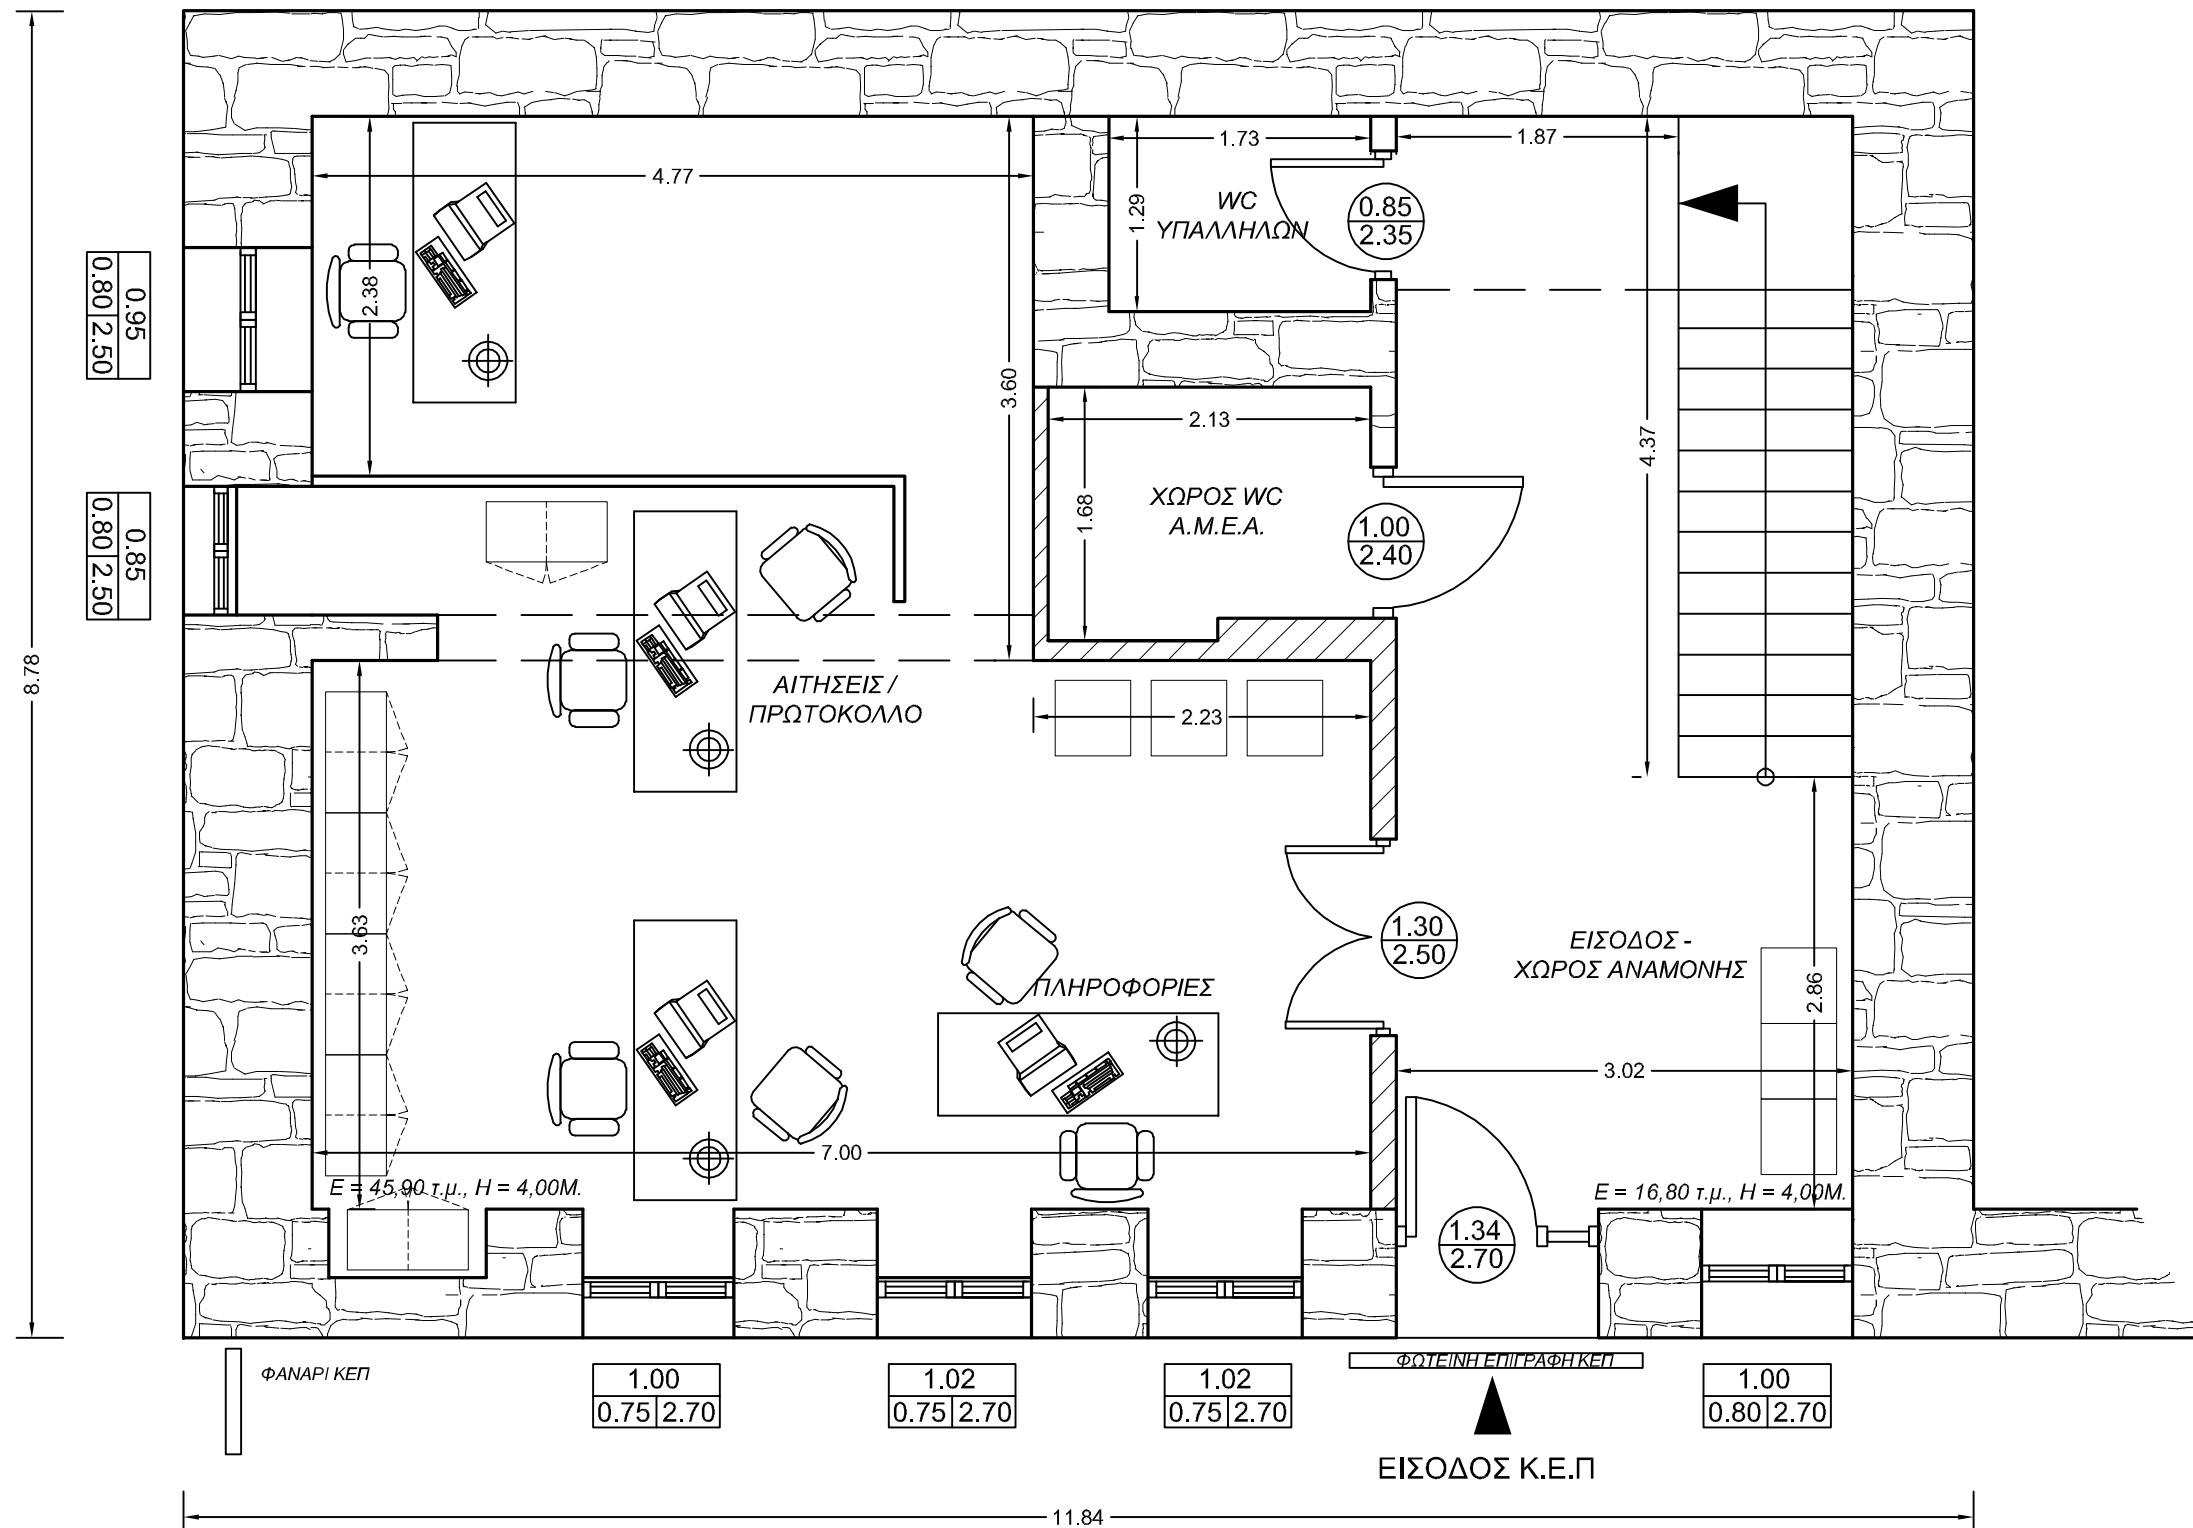 1.73
1.87
4.77
1.29
WC
ΥΠΑΛΛΗΛΩΝ
0.85
2.35
2.38
0.95
0.80 2.50
3.60
2.13
4.37
1.68
ΧΩΡΟΣ WC
Α.Μ.Ε.Α.
1.00
2.40
0.85
0.80 2.50
8.78
ΑΙΤΗΣΕΙΣ /
ΠΡΩΤΟΚΟΛΛΟ
2.23
3.63
1.30
2.50
ΕΙΣΟΔΟΣ -
ΧΩΡΟΣ ΑΝΑΜΟΝΗΣ
2.86
ΠΛΗΡΟΦΟΡΙΕΣ
3.02
7.00
Ε = 45,90 τ.μ., Η = 4,00Μ.
Ε = 16,80 τ.μ., Η = 4,00Μ.
1.34
2.70
ΦΑΝΑΡΙ ΚΕΠ
ΦΩΤΕΙΝΗ ΕΠΙΓΡΑΦΗ ΚΕΠ
1.00
0.75 2.70
1.02
0.75 2.70
1.02
0.75 2.70
1.00
0.80 2.70
ΕΙΣΟΔΟΣ Κ.Ε.Π
11.84